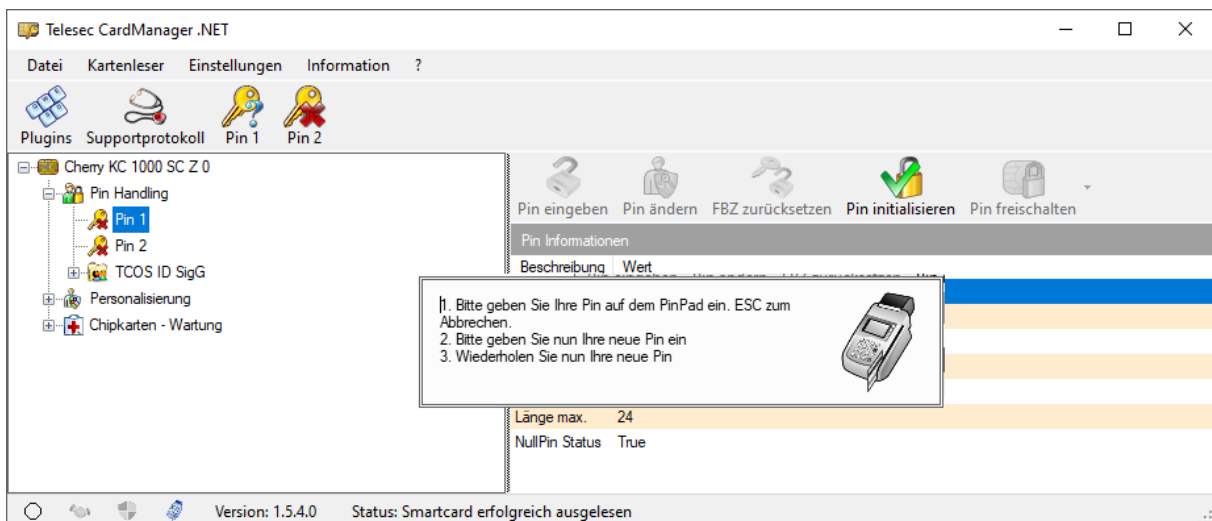 Telesec CardManager .NET
Datei Kartenleser Einstellungen Information ?
Plugins Supportprotokoll Pin 1 Pin 2
Cherry KC 1000 SC Z 0
Pin Handling
Pin 1
Pin 2
TCOS ID SigG
Personalisierung
Chipkarten - Wartung
Pin eingeben Pin ändern FBZ zurücksetzen Pin initialisieren Pin freischalten
Pin Informationen
Beschreibung Wert
1. Bitte geben Sie Ihre Pin auf dem PinPad ein. ESC zum
Abbrechen.
2. Bitte geben Sie nun Ihre neue Pin ein
3. Wiederholen Sie nun Ihre neue Pin
Länge max. 24
NullPin Status True
Version: 1.5.4.0 Status: Smartcard erfolgreich ausgelesen